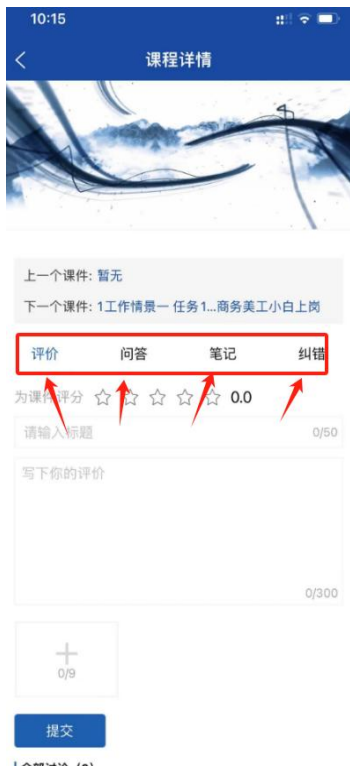 10:15
课程详情
上一个课件: 暂无
下一个课件: 1工作情景一 任务1...商务美工小白上岗
评价 问答 笔记 纠错
为课件评分 0.0
请输入标题 0/50
写下你的评价
0/300
0/9
提交